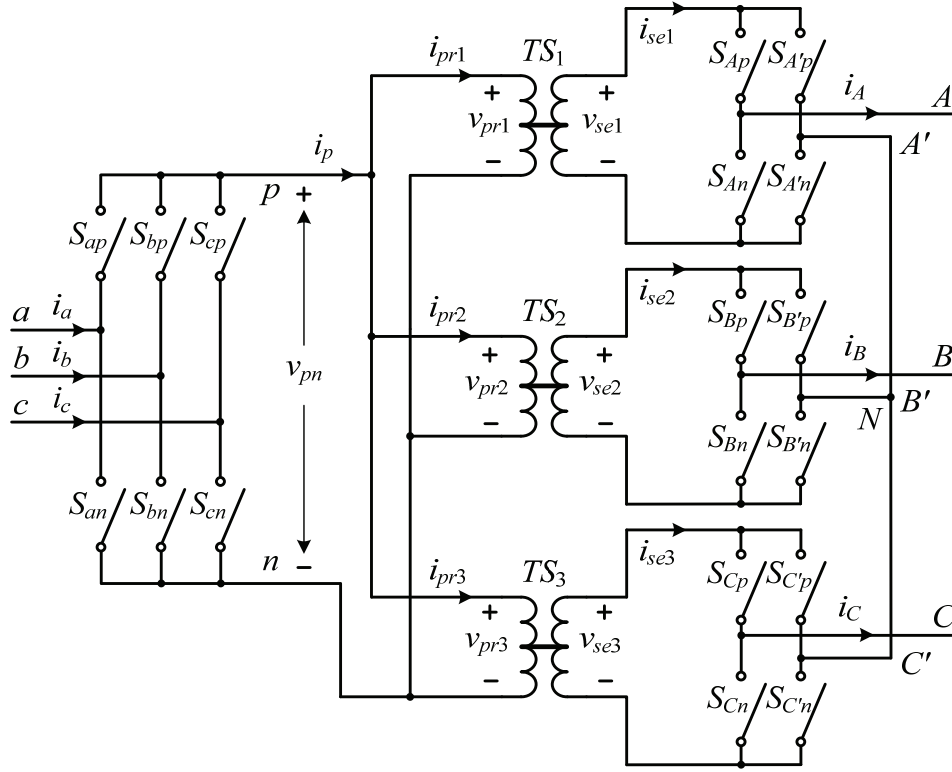 i_pr1
TS_1
i_se1
S_Ap
S_A'p
i_A
A
v_pr1
v_se1
A'
S_An
S_A'n
i_p
p
+
−
S_ap
S_bp
S_cp
a
i_a
b
i_b
c
i_c
v_pn
S_an
S_bn
S_cn
n
i_pr2
TS_2
i_se2
S_Bp
S_B'p
i_B
B
v_pr2
v_se2
N
B'
S_Bn
S_B'n
i_pr3
TS_3
i_se3
S_Cp
S_C'p
i_C
C
v_pr3
v_se3
C'
S_Cn
S_C'n